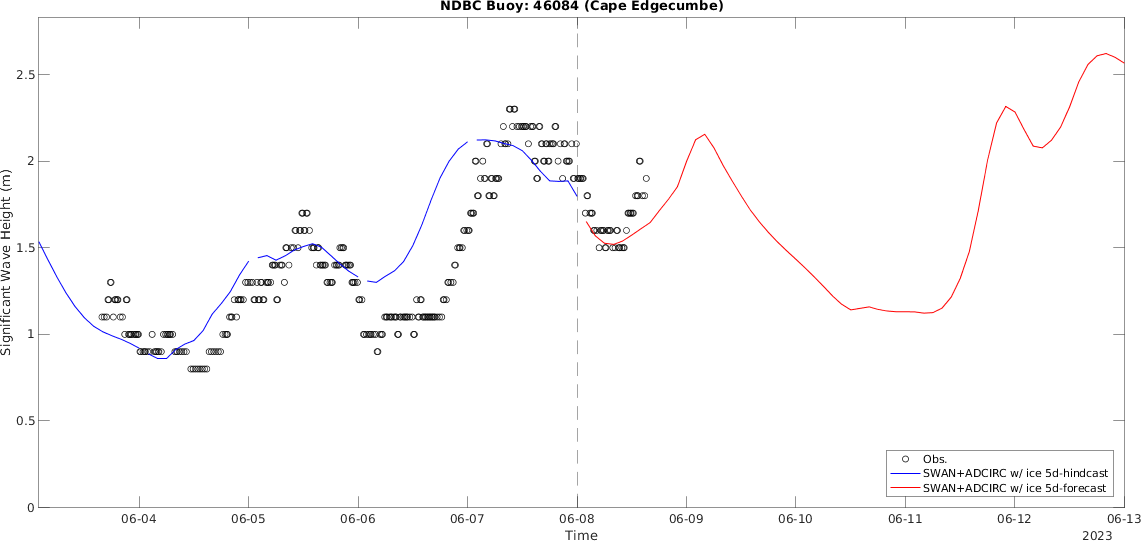 NDBC Buoy: 46084 (Cape Edgecumbe)
Significant Wave Height (m)
2.5
2
1.5
1
0.5
0
Obs.
SWAN+ADCIRC w/ ice 5d-hindcast
SWAN+ADCIRC w/ ice 5d-forecast
06-04
06-05
06-06
06-07
06-08
06-09
06-10
06-11
06-12
06-13
Time
2023